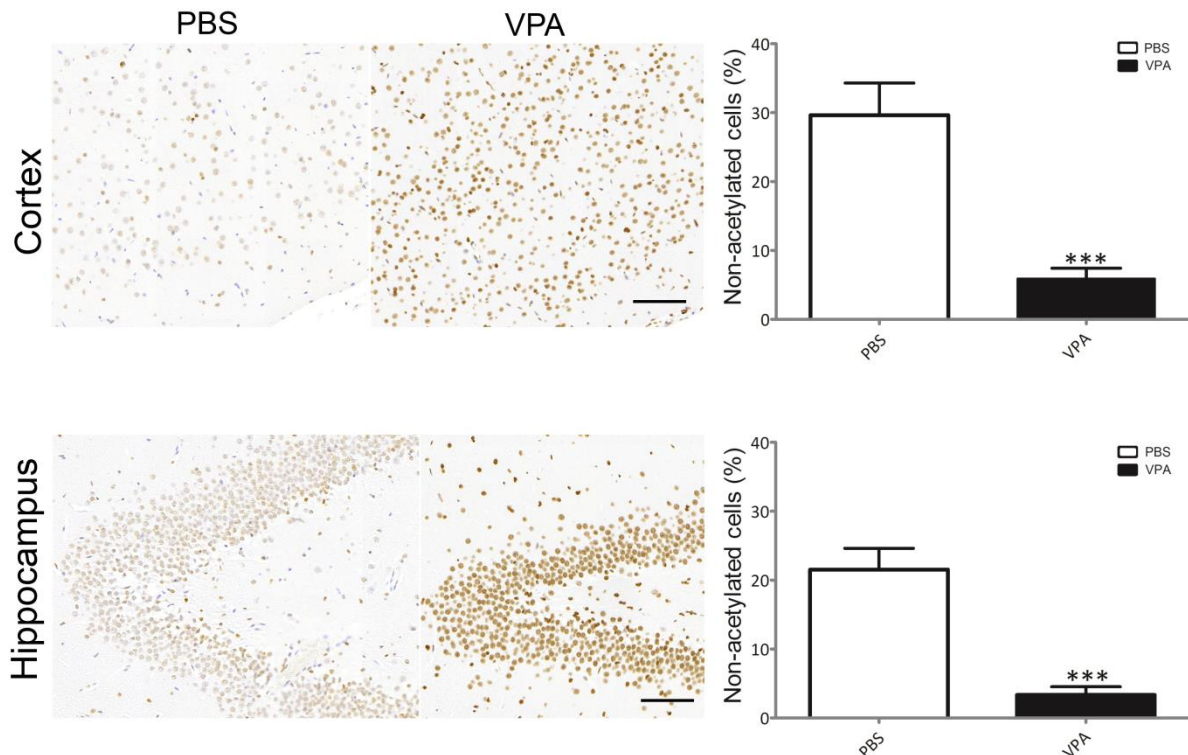 PBS
VPA
Cortex
Non-acetylated cells (%)
40
30
20
10
0
PBS
VPA
***
PBS
VPA
Hippocampus
Non-acetylated cells (%)
40
30
20
10
0
PBS
VPA
***
PBS
VPA